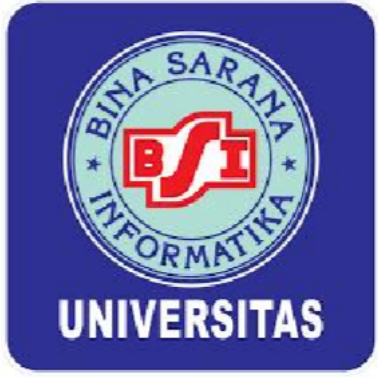 BINA SARANA
BSI
INFORMATIKA
UNIVERSITAS